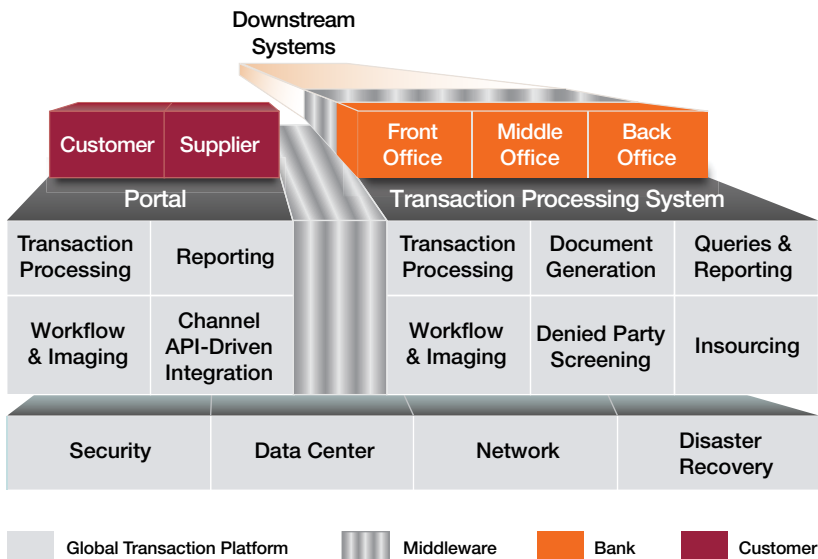 Downstream
Systems
Customer
Supplier
Front
Office
Middle
Office
Back
Office
Portal
Transaction Processing System
Transaction
Processing
Reporting
Transaction
Processing
Document
Generation
Queries &
Reporting
Workflow
& Imaging
Channel
API-Driven
Integration
Workflow
& Imaging
Denied Party
Screening
Insourcing
Security
Data Center
Network
Disaster
Recovery
Global Transaction Platform
Middleware
Bank
Customer